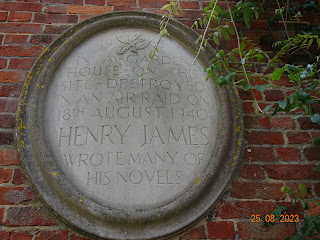 IN A GARDEN
HOUSE ON THIS
SITE · DESTROYED
IN AN AIR RAID ON
18TH AUGUST 1940
HENRY JAMES
WROTE MANY OF
HIS NOVELS
25.08.2023